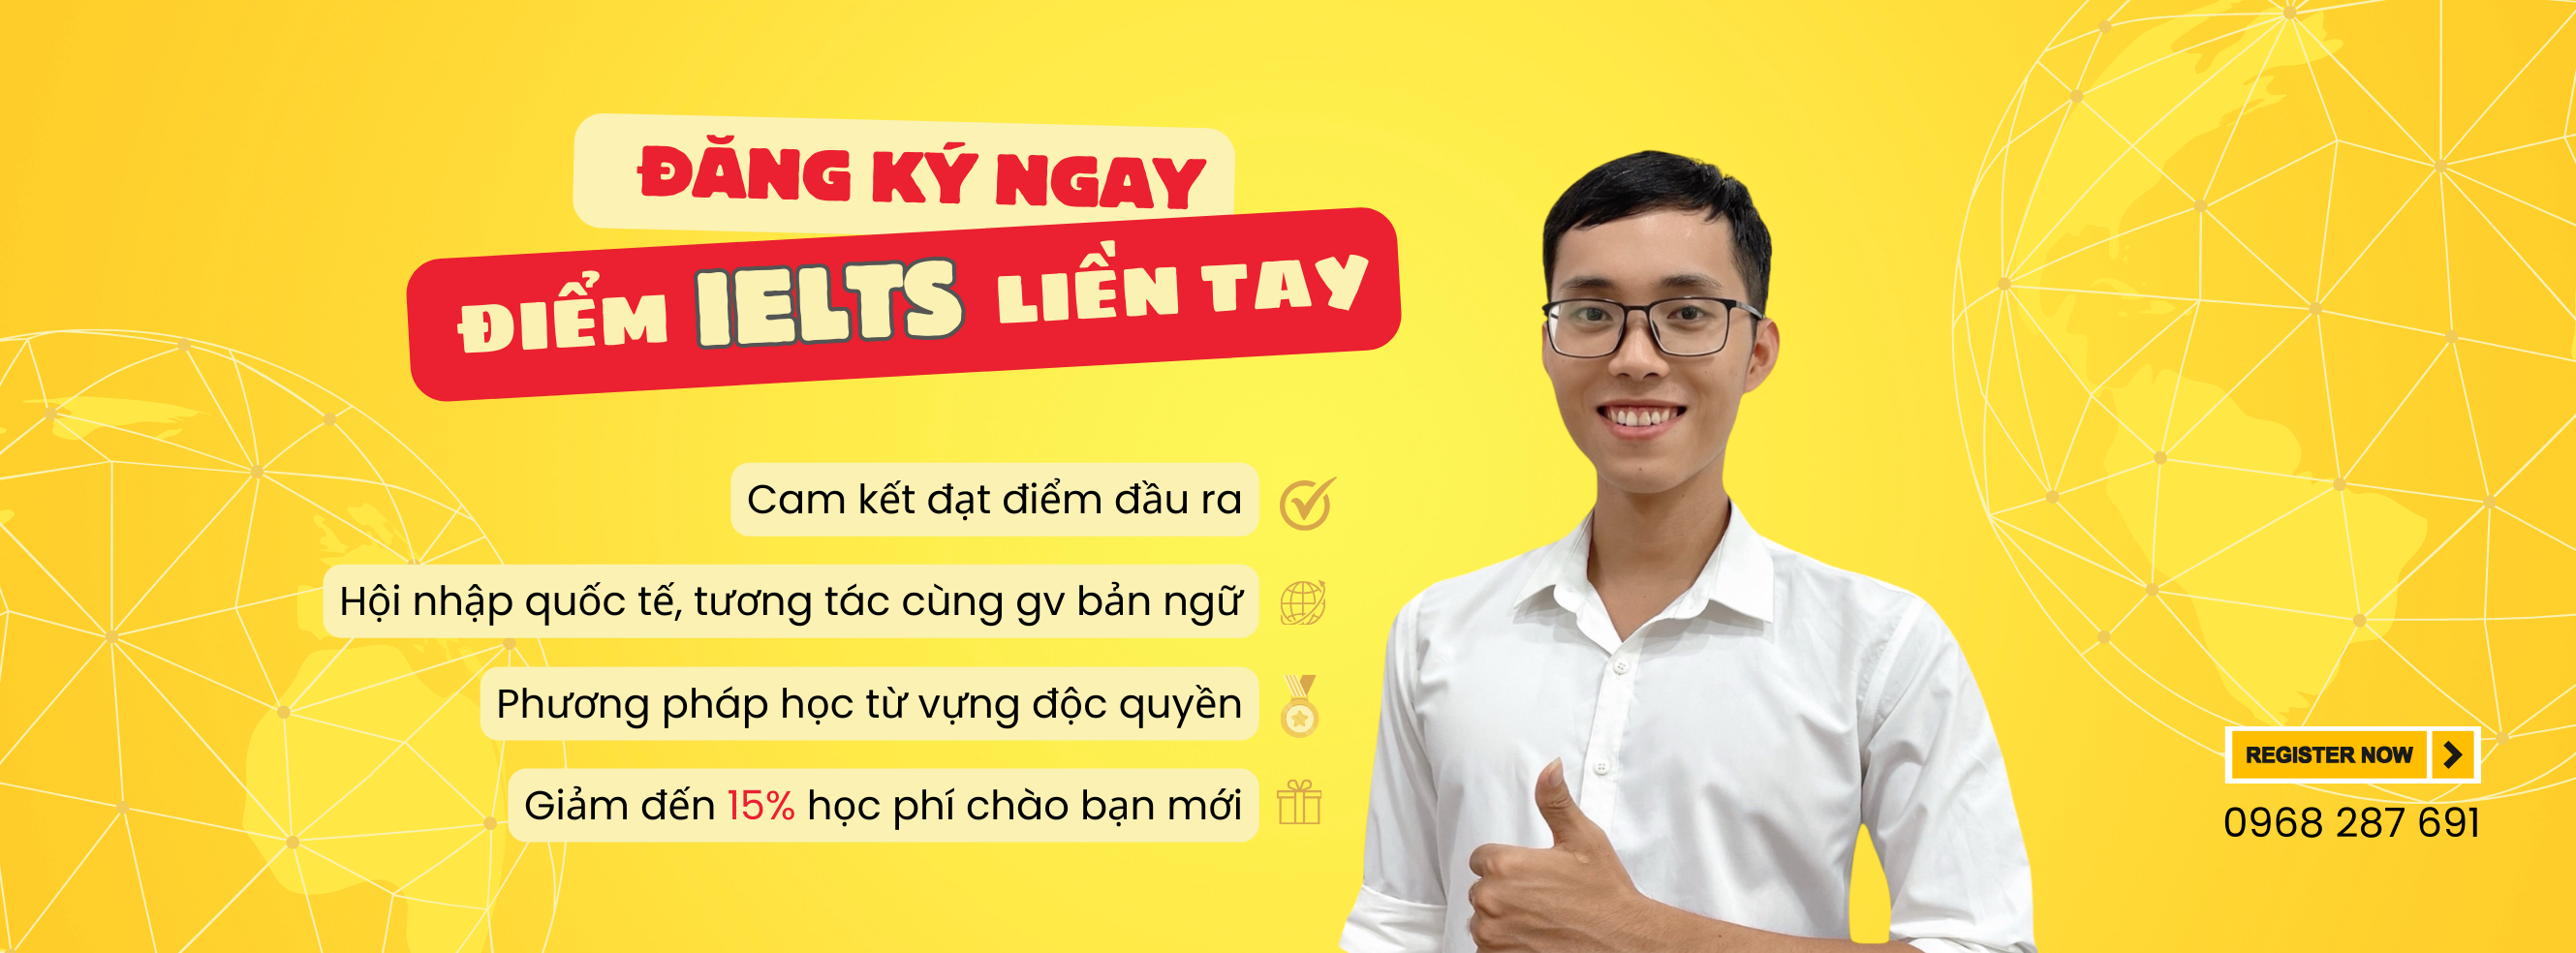 ĐĂNG KÝ NGAY
ĐIỂM IELTS LIỀN TAY
Cam kết đạt điểm đầu ra
Hội nhập quốc tế, tương tác cùng gv bản ngữ
Phương pháp học từ vựng độc quyền
Giảm đến 15% học phí chào bạn mới
REGISTER NOW
0968 287 691